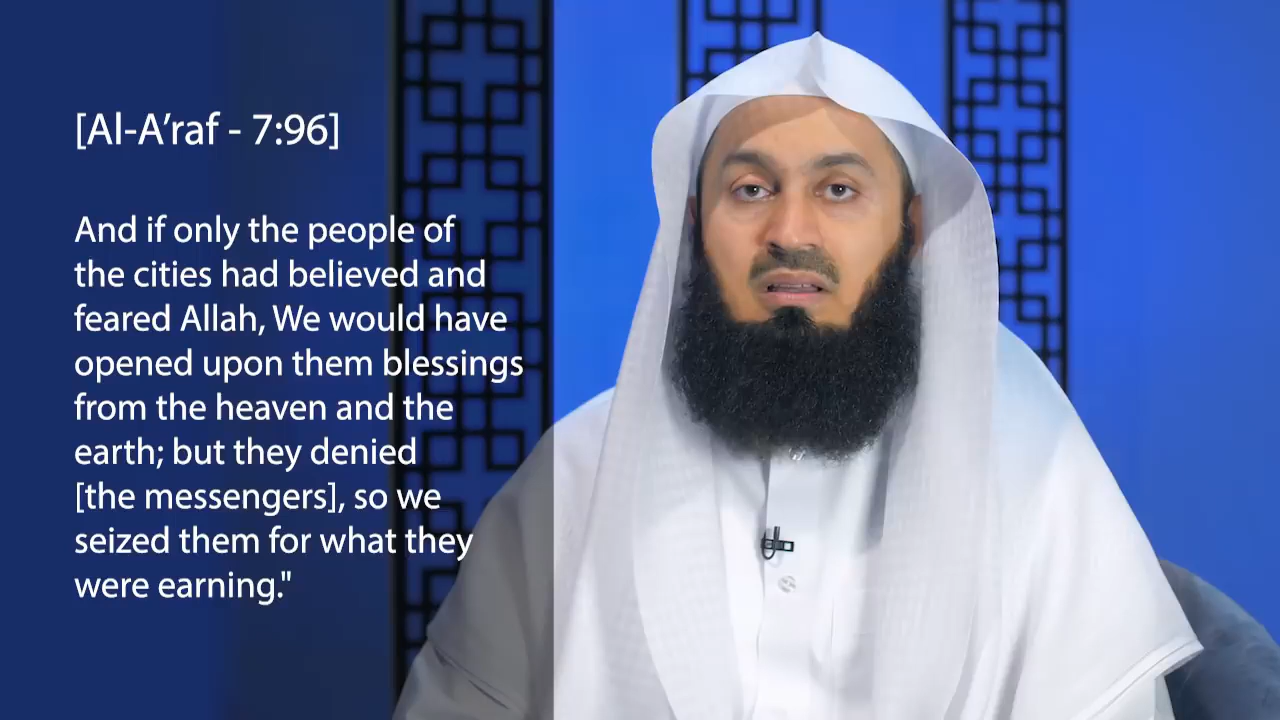 [Al-A’raf - 7:96]
And if only the people of
the cities had believed and
feared Allah, We would have
opened upon them blessings
from the heaven and the
earth; but they denied
[the messengers], so we
seized them for what they
were earning."